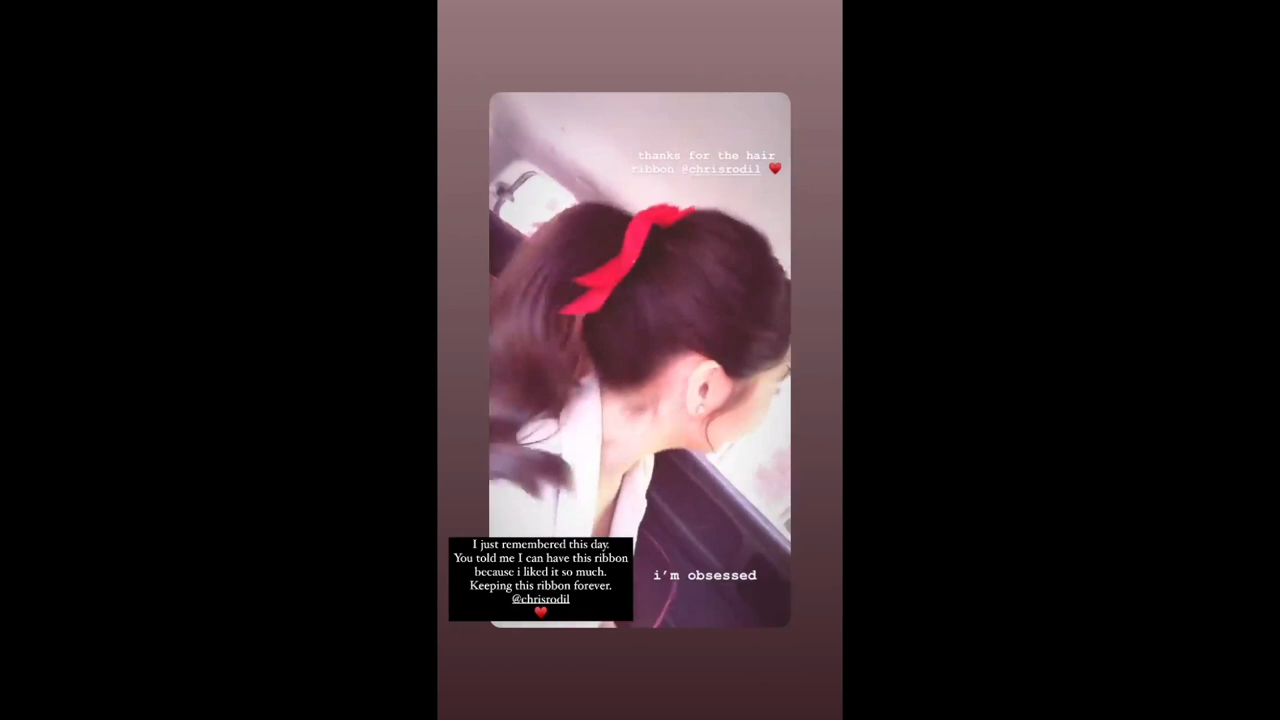 thanks for the hair
ribbon @chrisrodil ♥️
i’m obsessed
I just remembered this day.
You told me I can have this ribbon
because i liked it so much.
Keeping this ribbon forever.
@chrisrodil
♥️